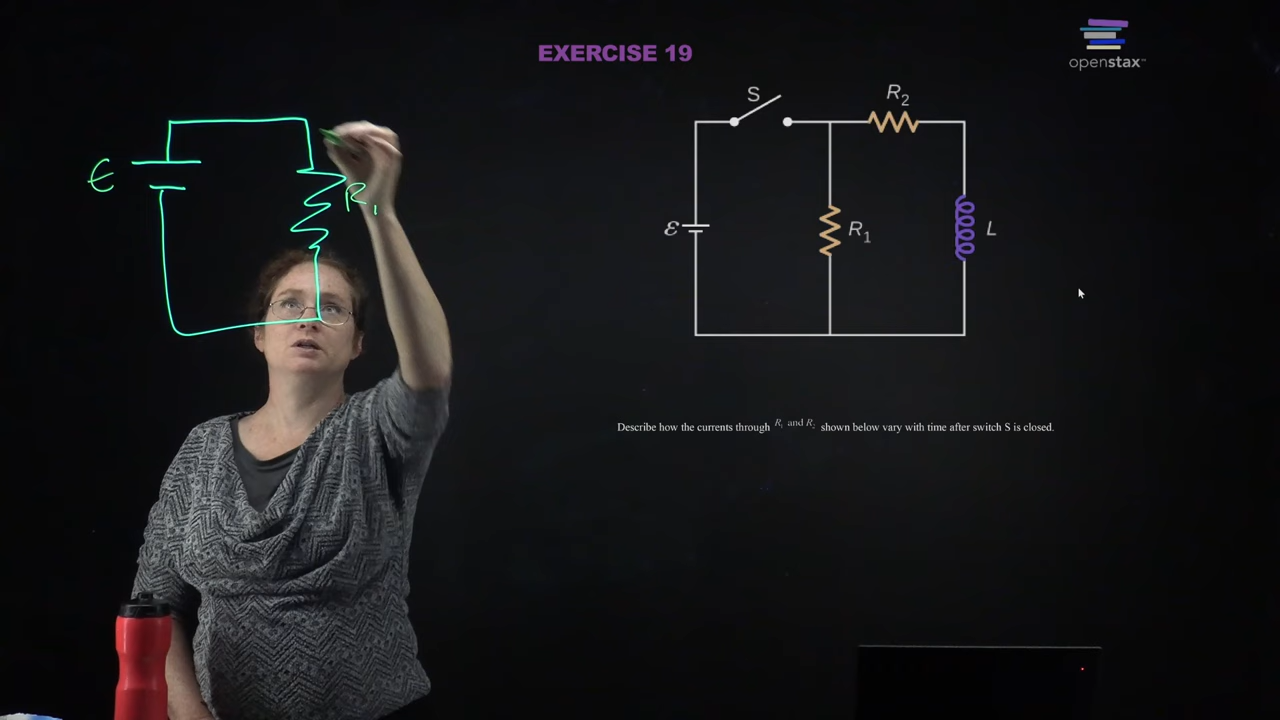 EXERCISE 19
openstax™
S
R2
ε
R1
L
Describe how the currents through R1 and R2 shown below vary with time after switch S is closed.
ε
R1